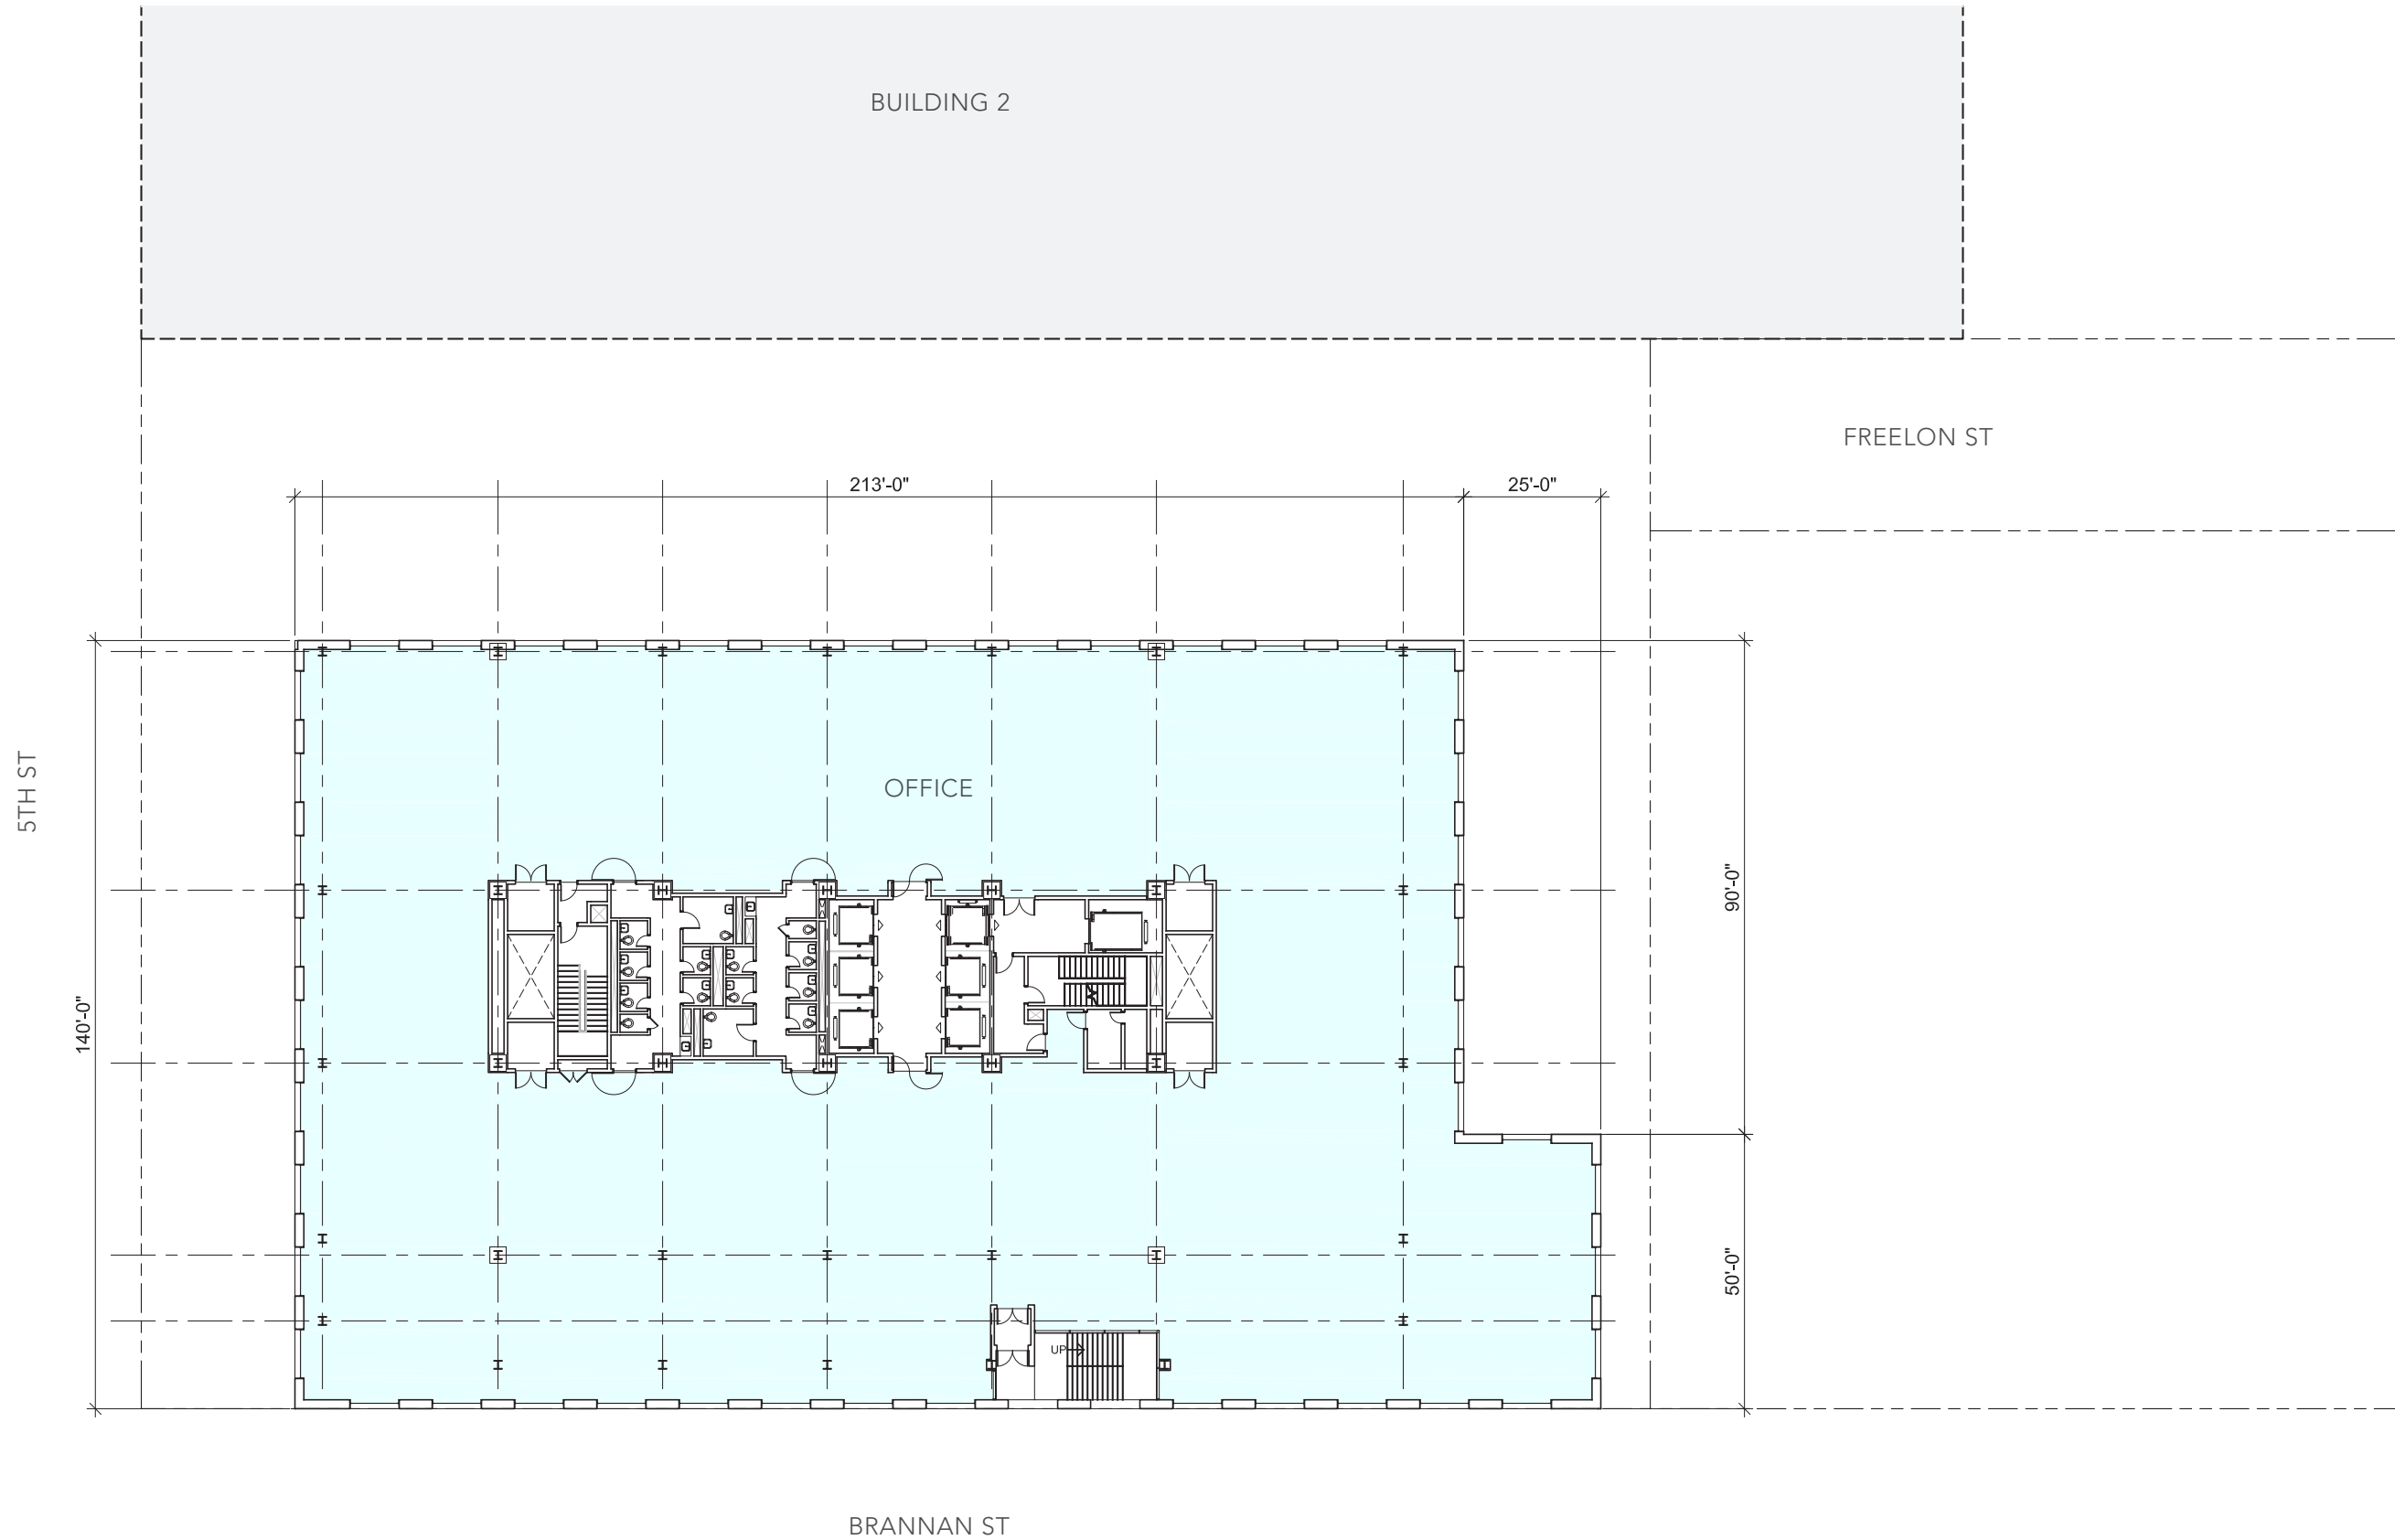 BUILDING 2
FREELON ST
213'-0"
25'-0"
5TH ST
OFFICE
90'-0"
140'-0"
50'-0"
UP
BRANNAN ST